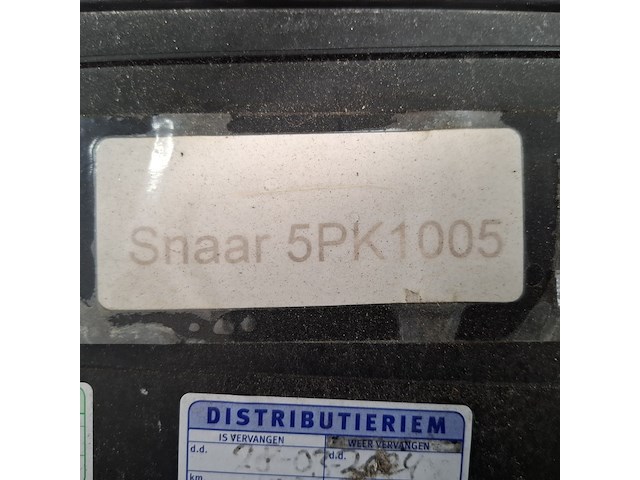 Snaar 5PK1005
DISTRIBUTIERIEM
IS VERVANGEN WEER VERVANGEN
d.d. d.d.
km